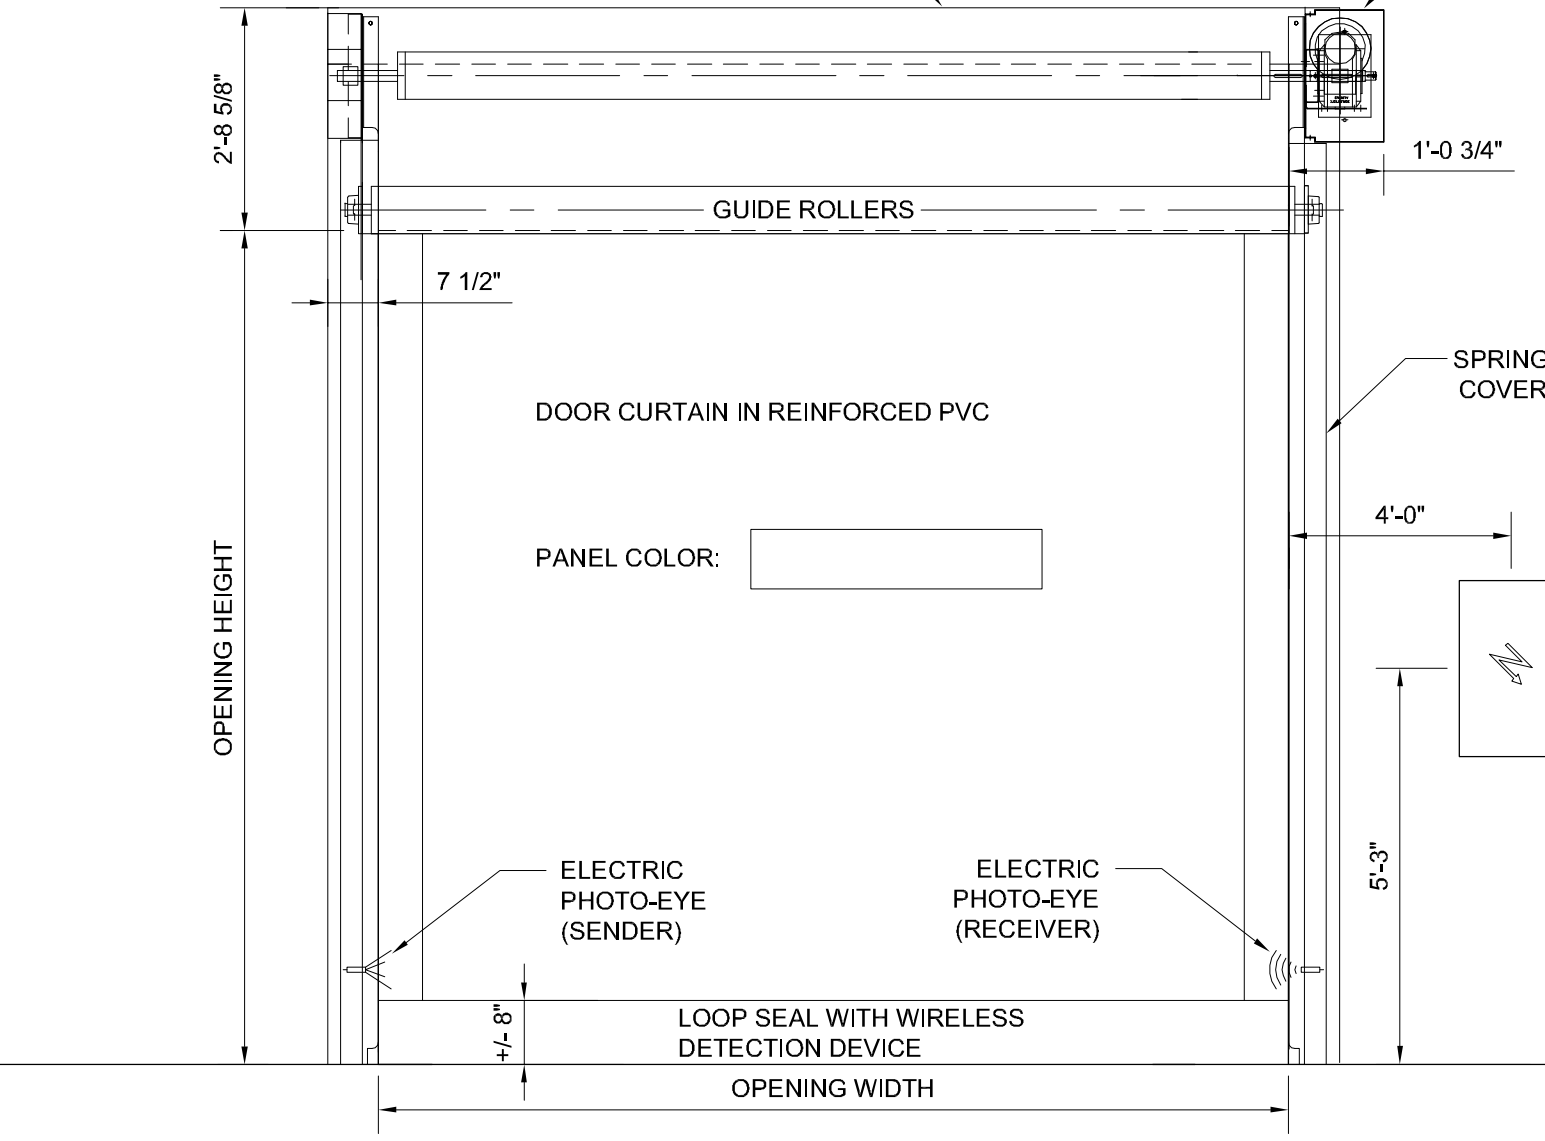 2'-8 5/8"
1'-0 3/4"
GUIDE ROLLERS
7 1/2"
SPRING
COVER
DOOR CURTAIN IN REINFORCED PVC
4'-0"
PANEL COLOR:
OPENING HEIGHT
5'-3"
ELECTRIC
PHOTO-EYE
(SENDER)
ELECTRIC
PHOTO-EYE
(RECEIVER)
+/- 8"
LOOP SEAL WITH WIRELESS
DETECTION DEVICE
OPENING WIDTH